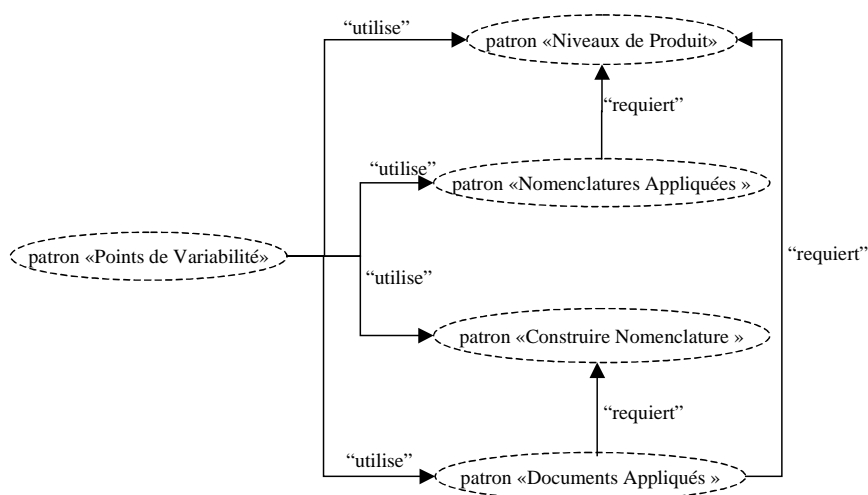 “utilise”
patron «Niveaux de Produit»
“requiert”
“utilise”
patron «Nomenclatures Appliquées »
patron «Points de Variabilité»
“requiert”
“utilise”
patron «Construire Nomenclature »
“requiert”
“utilise”
patron «Documents Appliqués »